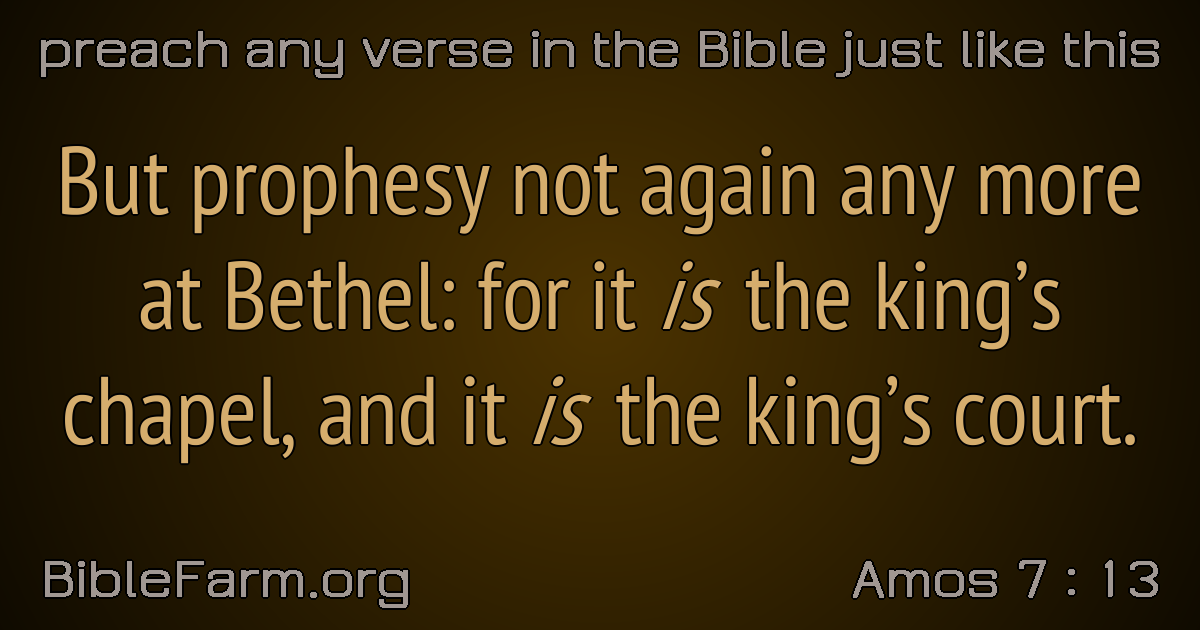 preach any verse in the Bible just like this
But prophesy not again any more
at Bethel: for it is the king’s
chapel, and it is the king’s court.
BibleFarm.org
Amos 7 : 13